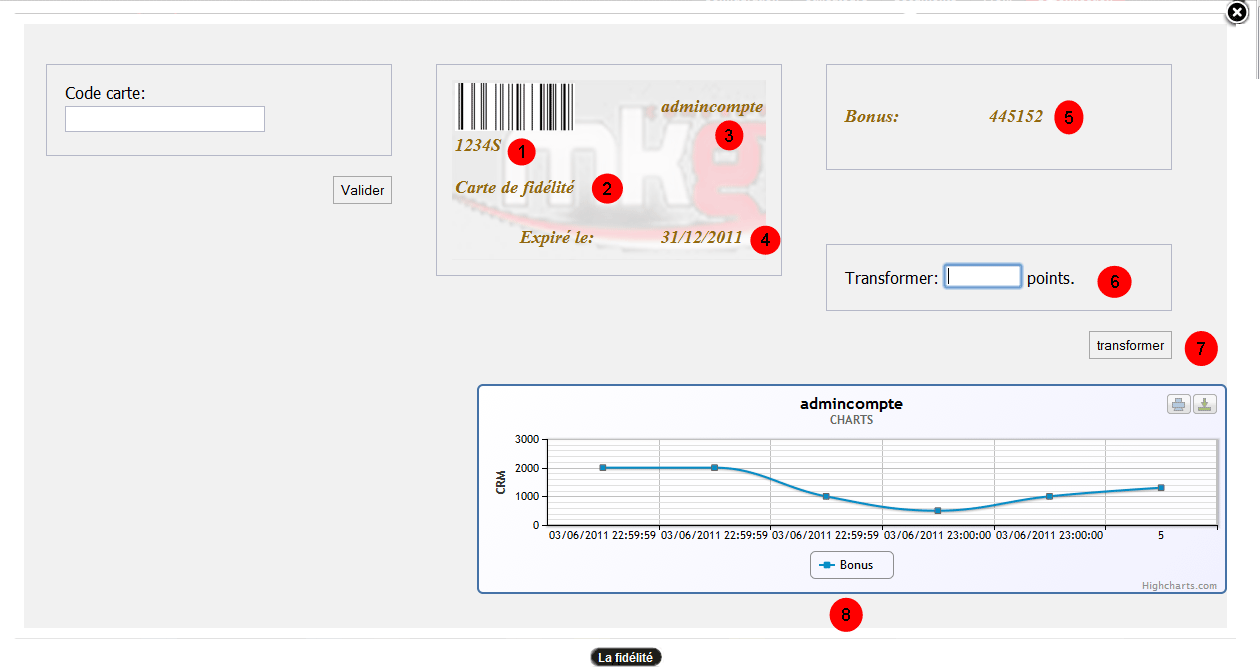 Code carte:
Valider
admincompte
3
1234S 1
Carte de fidélité 2
Expiré le: 31/12/2011 4
mke
Bonus: 445152 5
Transformer: points. 6
transformer 7
admincompte
CHARTS
CRM
3000
2000
1000
0
03/06/2011 22:59:59 03/06/2011 22:59:59 03/06/2011 22:59:59 03/06/2011 23:00:00 03/06/2011 23:00:00 5
Bonus
Highcharts.com
8
La fidélité